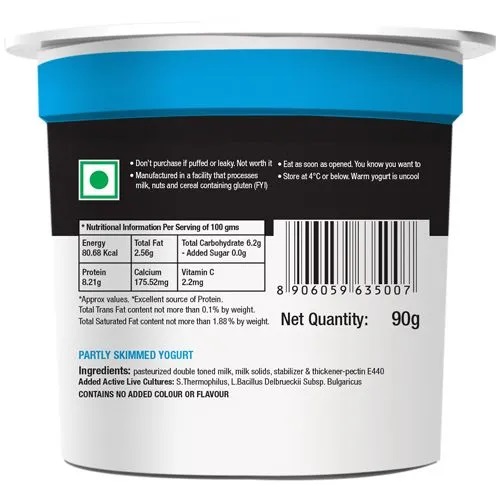 • Don't purchase if puffed or leaky. Not worth it
• Manufactured in a facility that processes
milk, nuts and cereal containing gluten (FYI)
• Eat as soon as opened. You know you want to
• Store at 4°C or below. Warm yogurt is uncool
* Nutritional Information Per Serving of 100 gms
Energy
80.68 Kcal
Total Fat
2.56g
Total Carbohydrate 6.2g
- Added Sugar 0.0g
Protein
8.21g
Calcium
175.52mg
Vitamin C
2.2mg
*Approx values. *Excellent source of Protein.
Total Trans Fat content not more than 0.1% by weight.
Total Saturated Fat content not more than 1.88% by weight.
8 906059 635007
Net Quantity: 90g
PARTLY SKIMMED YOGURT
Ingredients: pasteurized double toned milk, milk solids, stabilizer & thickener-pectin E440
Added Active Live Cultures: S.Thermophilus, L.Bacillus Delbrueckii Subsp. Bulgaricus
CONTAINS NO ADDED COLOUR OR FLAVOUR